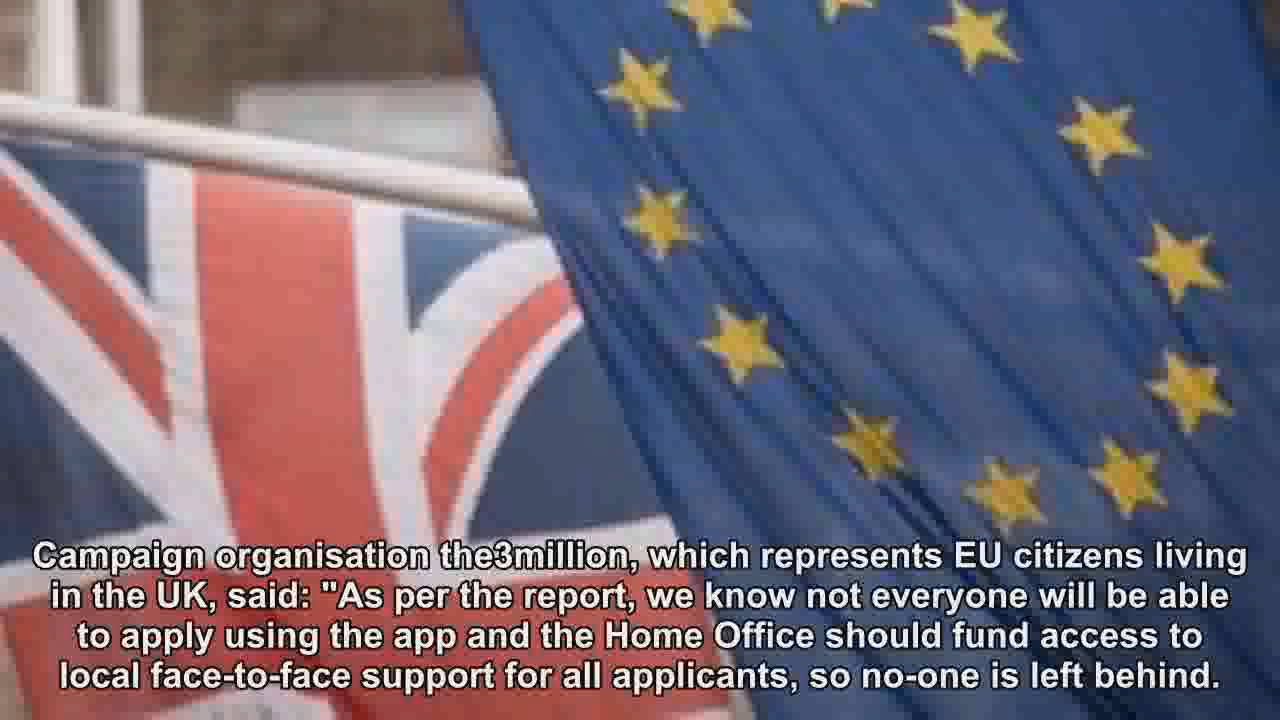 Campaign organisation the3million, which represents EU citizens living
in the UK, said: "As per the report, we know not everyone will be able
to apply using the app and the Home Office should fund access to
local face-to-face support for all applicants, so no-one is left behind.